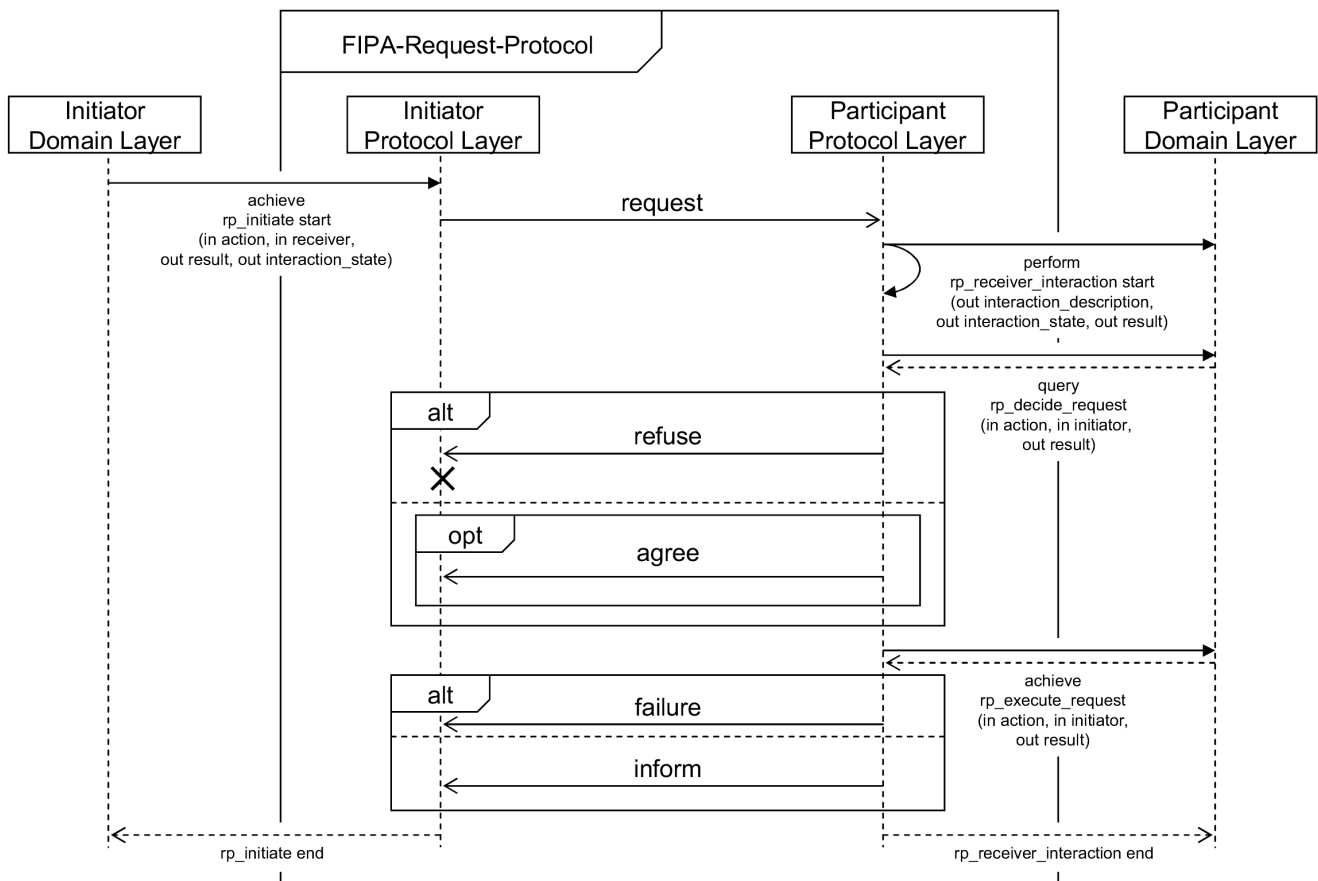 FIPA-Request-Protocol
Initiator
Domain Layer
Initiator
Protocol Layer
Participant
Protocol Layer
Participant
Domain Layer
achieve
rp_initiate start
(in action, in receiver,
out result, out interaction_state)
request
perform
rp_receiver_interaction start
(out interaction_description,
out interaction_state, out result)
query
rp_decide_request
(in action, in initiator,
out result)
alt
refuse
opt
agree
achieve
rp_execute_request
(in action, in initiator,
out result)
alt
failure
inform
rp_initiate end
rp_receiver_interaction end